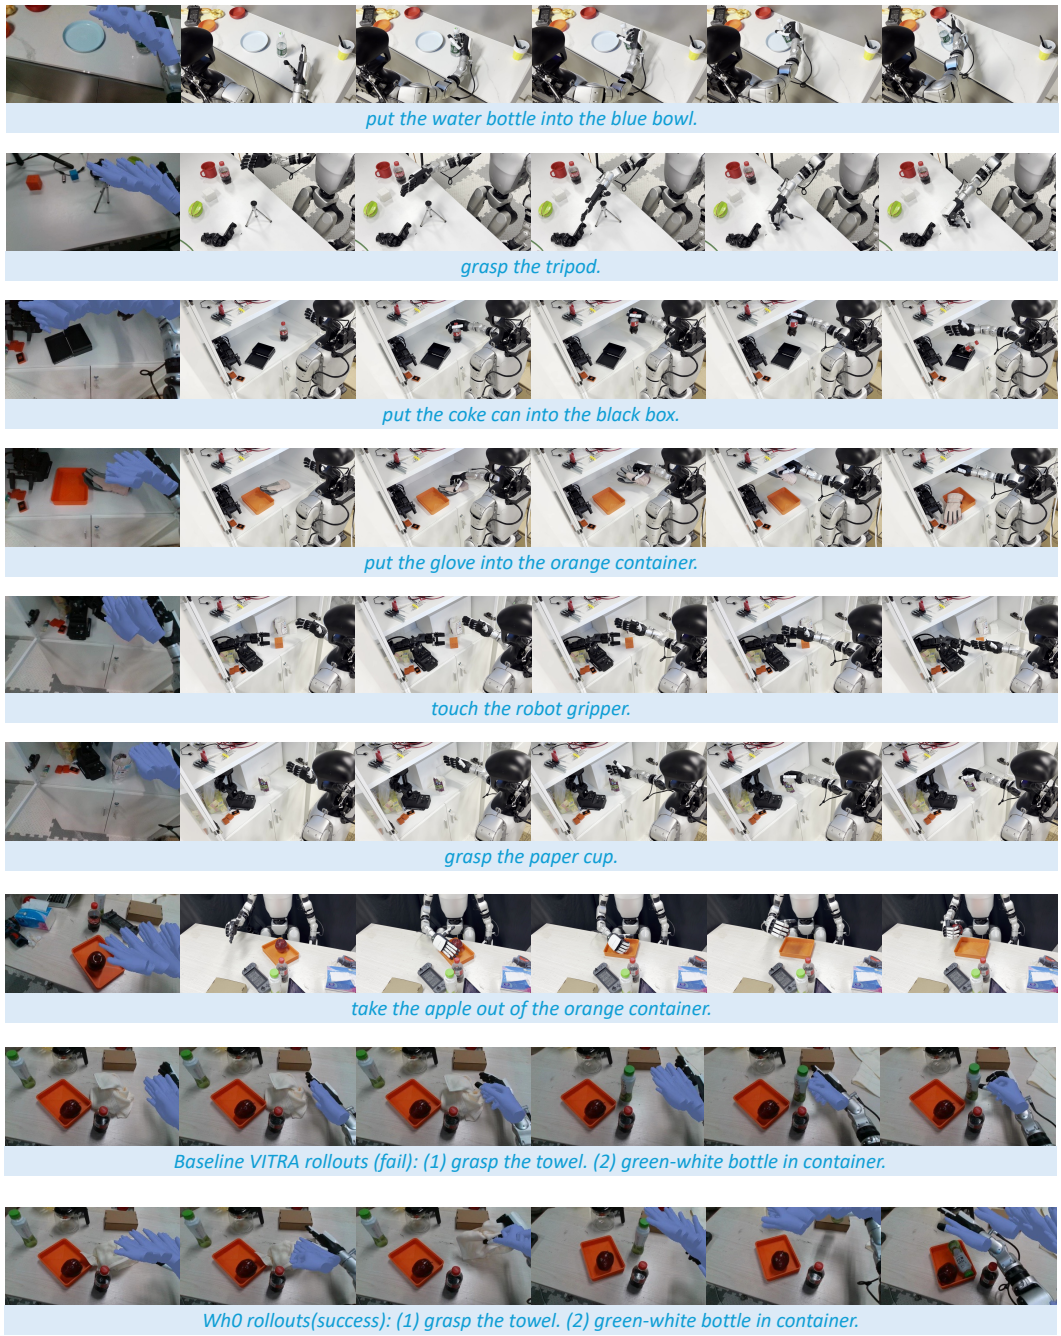 put the water bottle into the blue bowl.
grasp the tripod.
put the coke can into the black box.
put the glove into the orange container.
touch the robot gripper.
grasp the paper cup.
take the apple out of the orange container.
Baseline VITRA rollouts (fail): (1) grasp the towel. (2) green-white bottle in container.
Wh0 rollouts(success): (1) grasp the towel. (2) green-white bottle in container.